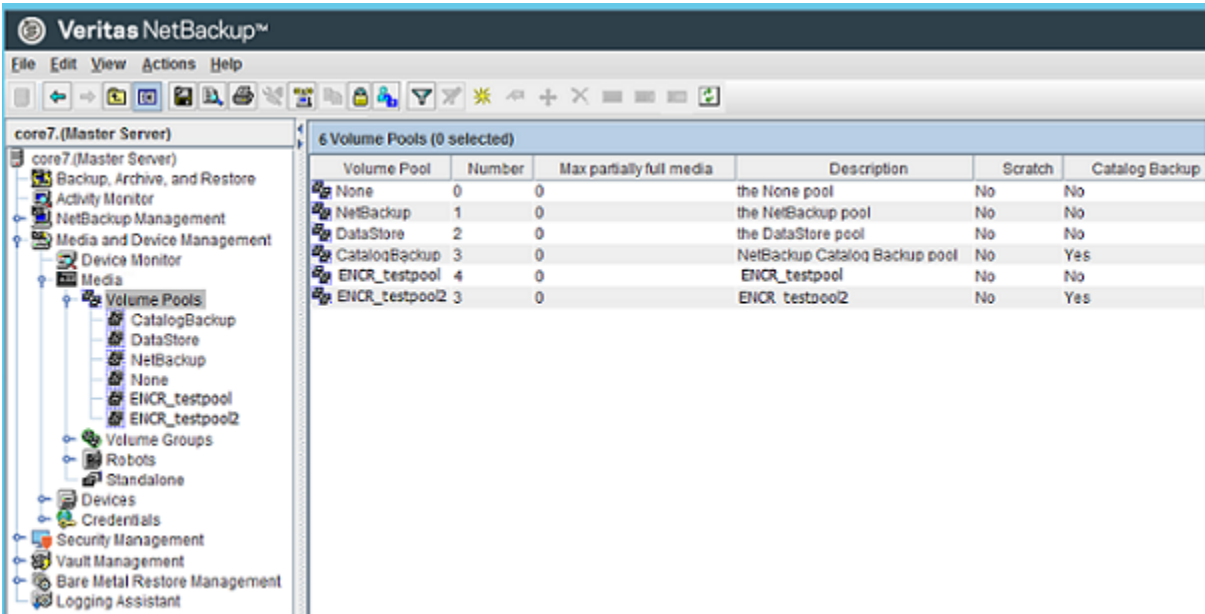 Veritas NetBackup™
File Edit View Actions Help
core7.(Master Server)
core7.(Master Server)
Backup, Archive, and Restore
Activity Monitor
NetBackup Management
Media and Device Management
Device Monitor
Media
Volume Pools
CatalogBackup
DataStore
NetBackup
None
ENCR_testpool
ENCR_testpool2
Volume Groups
Robots
Standalone
Devices
Credentials
Security Management
Vault Management
Bare Metal Restore Management
Logging Assistant
6 Volume Pools (0 selected)
Volume Pool Number Max partially full media Description Scratch Catalog Backup
None 0 0 the None pool No No
NetBackup 1 0 the NetBackup pool No No
DataStore 2 0 the DataStore pool No No
CatalogBackup 3 0 NetBackup Catalog Backup pool No Yes
ENCR_testpool 4 0 ENCR_testpool No No
ENCR_testpool2 3 0 ENCR_testpool2 No Yes